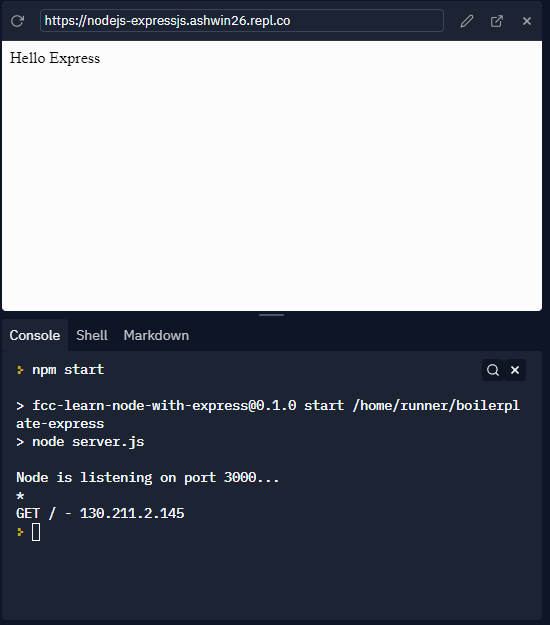 https://nodejs-expressjs.ashwin26.repl.co
Hello Express
Console Shell Markdown
> npm start
> fcc-learn-node-with-express@0.1.0 start /home/runner/boilerpl
ate-express
> node server.js
Node is listening on port 3000...
*
GET / - 130.211.2.145
>